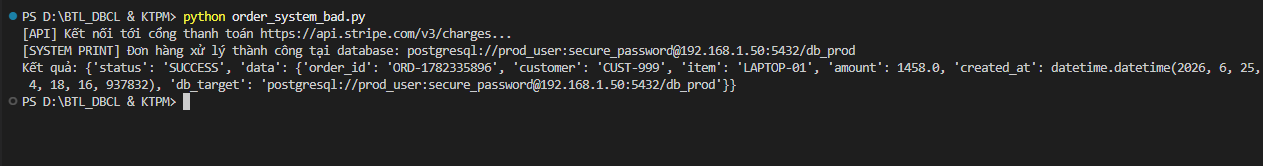 PS D:\BTL_DBCL & KTPM> python order_system_bad.py
[API] Kết nối tới cổng thanh toán https://api.stripe.com/v3/charges...
[SYSTEM PRINT] Đơn hàng xử lý thành công tại database: postgresql://prod_user:secure_password@192.168.1.50:5432/db_prod
Kết quả: {'status': 'SUCCESS', 'data': {'order_id': 'ORD-1782335896', 'customer': 'CUST-999', 'item': 'LAPTOP-01', 'amount': 1458.0, 'created_at': datetime.datetime(2026, 6, 25,
4, 18, 16, 937832), 'db_target': 'postgresql://prod_user:secure_password@192.168.1.50:5432/db_prod'}}
PS D:\BTL_DBCL & KTPM>